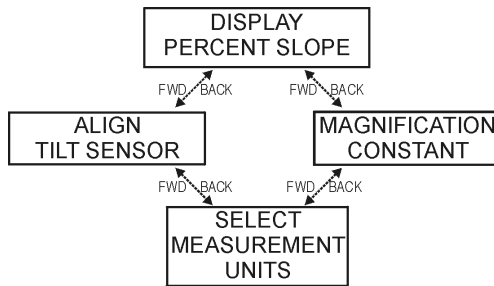 DISPLAY
PERCENT SLOPE
FWD BACK
FWD BACK
ALIGN
TILT SENSOR
MAGNIFICATION
CONSTANT
FWD BACK
FWD BACK
SELECT
MEASUREMENT
UNITS